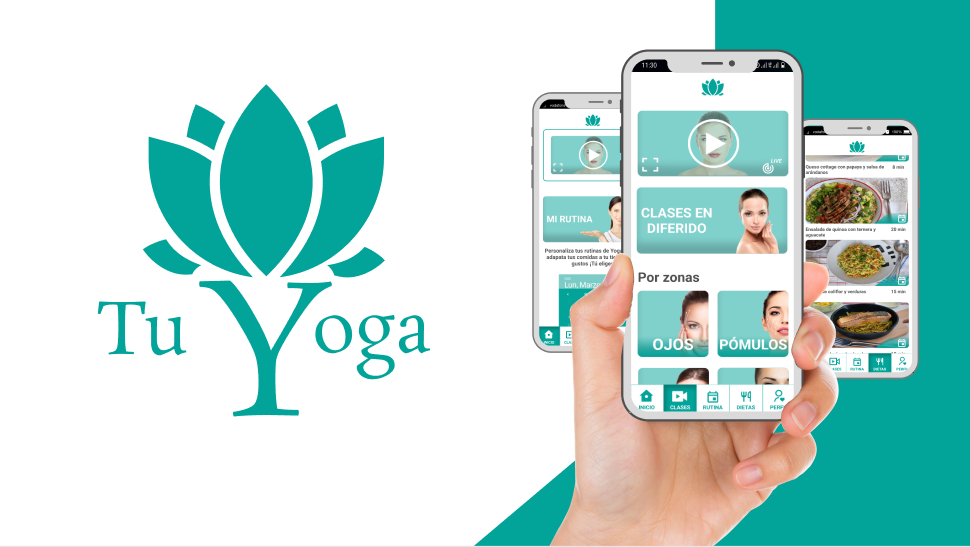 Tu Yoga
vodafone
MI RUTINA
Personaliza tus rutinas de Yoga
adapata tus comidas a tu
gustos ¡Tú eliges
Lun, Marzo
INICIO
11:30
LIVE
CLASES EN
DIFERIDO
Por zonas
OJOS
PÓMULOS
INICIO
CLASES
RUTINA
DIETAS
PERF
100%
Queso cottage con papaya y salsa de
arándanos
8 min
Ensalada de quinoa con ternera y
aguacate
20 min
coliflor y verduras
15 min
CLASES
RUTINA
DIETAS
PERFIL